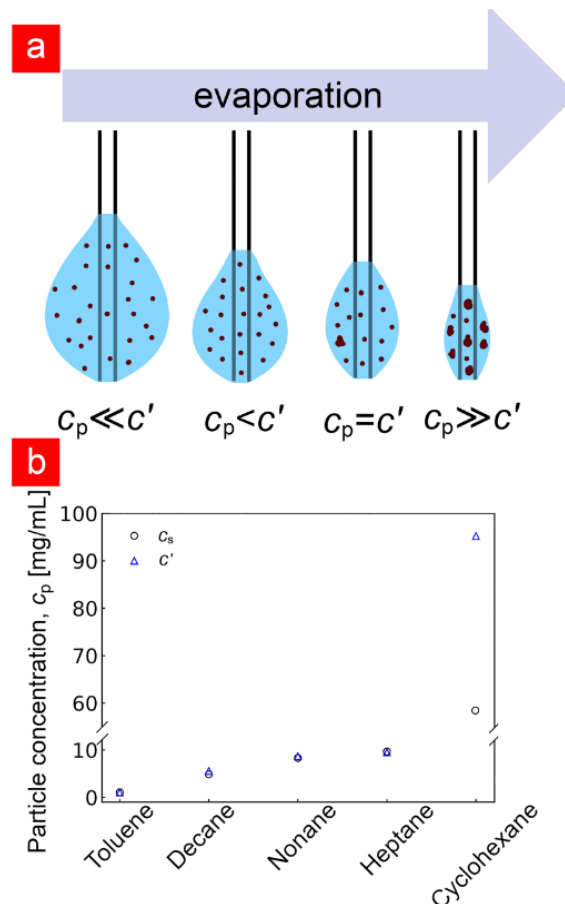 a
evaporation
cp≪c' cp<c' cp=c' cp≫c'
b
Particle concentration, cp [mg/mL]
100
90
80
70
60
10
0
cs
c'
Toluene
Decane
Nonane
Heptane
Cyclohexane